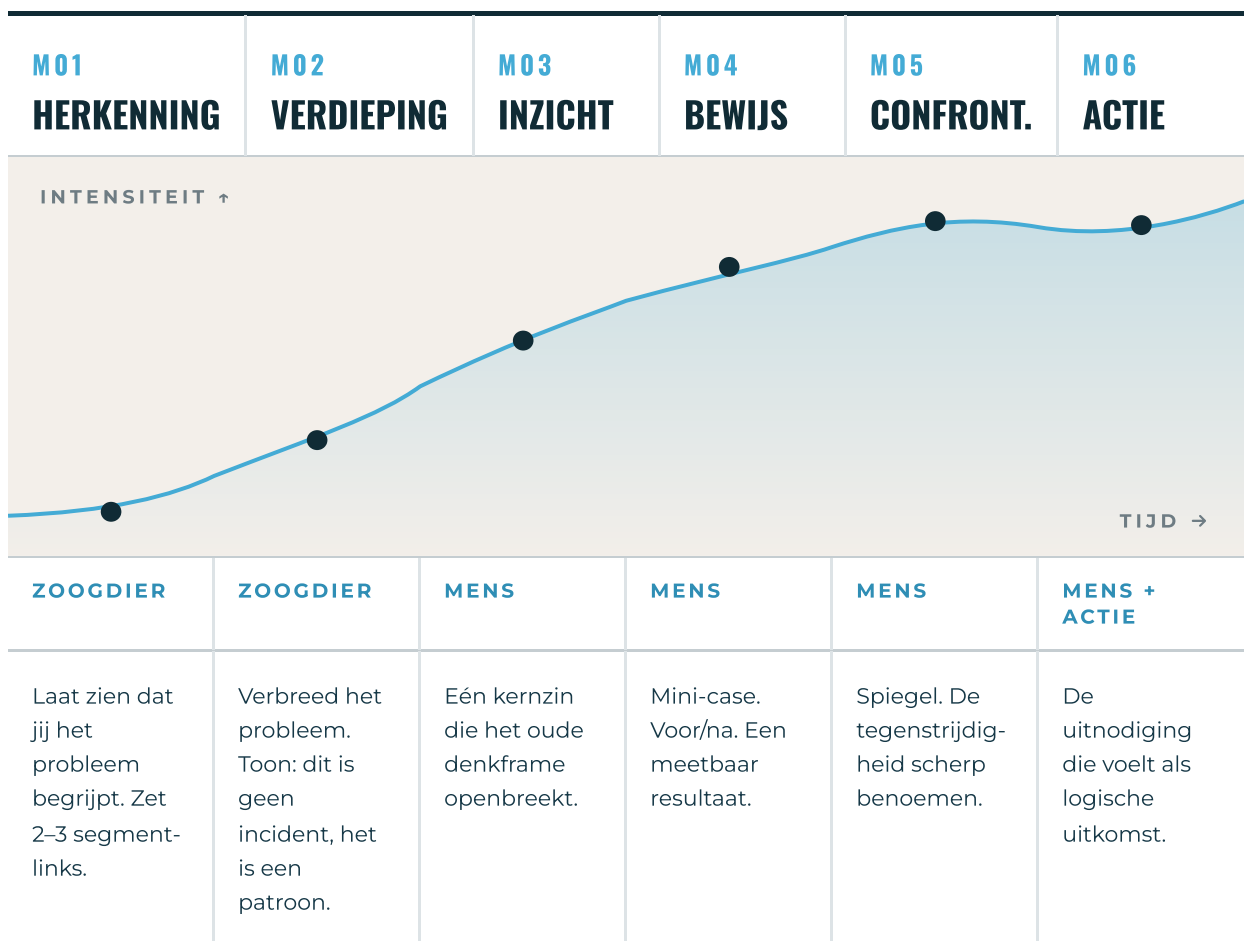 M01
HERKENNING
M02
VERDIEPING
M03
INZICHT
M04
BEWIJS
M05
CONFRONT.
M06
ACTIE
INTENSITEIT ↑
TIJD →
ZOOGDIER
ZOOGDIER
MENS
MENS
MENS
MENS +
ACTIE
Laat zien dat
jij het
probleem
begrijpt. Zet
2–3 segment-
links.
Verbreed het
probleem.
Toon: dit is
geen
incident, het
is een
patroon.
Eén kernzin
die het oude
denkframe
openbreekt.
Mini-case.
Voor/na. Een
meetbaar
resultaat.
Spiegel. De
tegenstrijdig-
heid scherp
benoemen.
De
uitnodiging
die voelt als
logische
uitkomst.